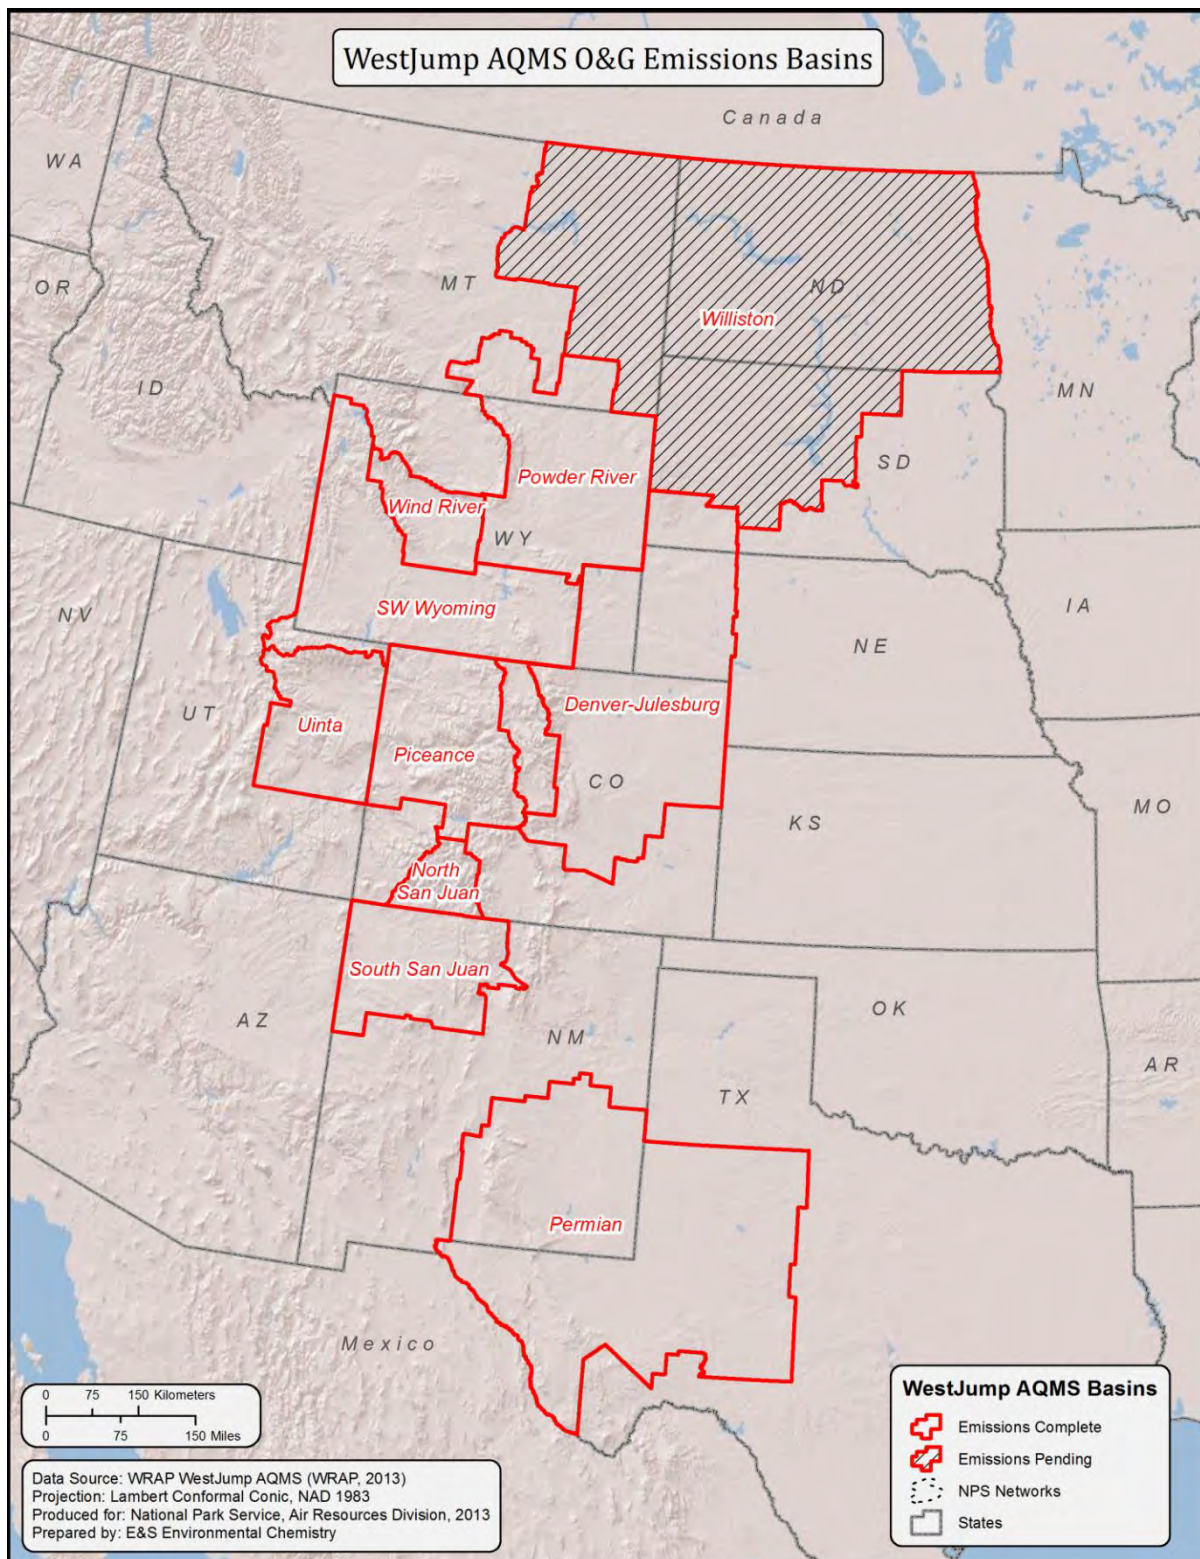 WestJump AQMS O&G Emissions Basins
Canada
WA
OR
MT
ND
Williston
ID
MN
SD
Powder River
Wind River
WY
NV
SW Wyoming
IA
NE
UT
Uinta
Denver-Julesburg
Piceance
CO
KS
MO
North
San Juan
South San Juan
AZ
NM
OK
AR
TX
Permian
Mexico
0 75 150 Kilometers
0 75 150 Miles
Data Source: WRAP WestJump AQMS (WRAP, 2013)
Projection: Lambert Conformal Conic, NAD 1983
Produced for: National Park Service, Air Resources Division, 2013
Prepared by: E&S Environmental Chemistry
WestJump AQMS Basins
Emissions Complete
Emissions Pending
NPS Networks
States